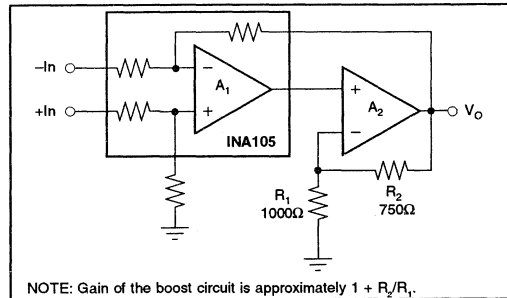 –In
A1
+In
INA105
A2
VO
R1
1000Ω
R2
750Ω
NOTE: Gain of the boost circuit is approximately 1 + R2/R1.